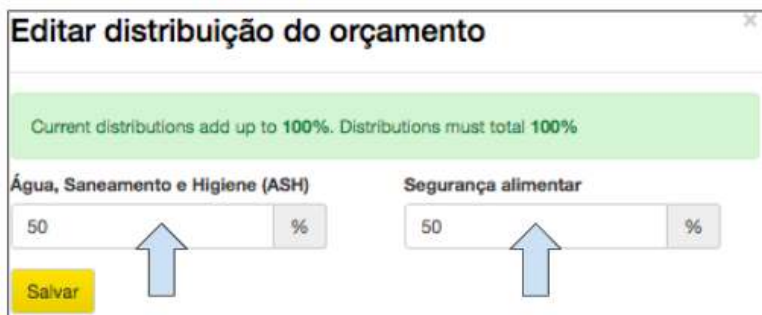 Editar distribuição do orçamento
×
Current distributions add up to 100%. Distributions must total 100%
Água, Saneamento e Higiene (ASH) Segurança alimentar
50 % 50 %
Salvar